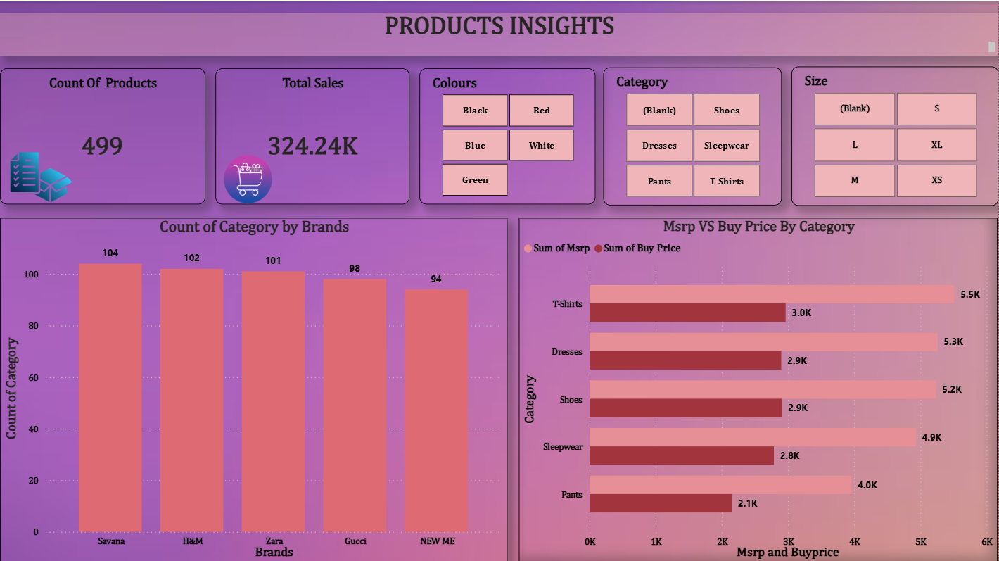 PRODUCTS INSIGHTS
Count Of Products
499
Total Sales
324.24K
Colours
Black
Red
Blue
White
Green
Category
(Blank)
Shoes
Dresses
Sleepwear
Pants
T-Shirts
Size
(Blank)
S
L
XL
M
XS
Count of Category by Brands
Count of Category
100
80
60
40
20
0
104
102
101
98
94
Savana
H&M
Zara
Gucci
NEW ME
Brands
Msrp VS Buy Price By Category
Sum of Msrp
Sum of Buy Price
Category
T-Shirts
5.5K
3.0K
Dresses
5.3K
2.9K
Shoes
5.2K
2.9K
Sleepwear
4.9K
2.8K
Pants
4.0K
2.1K
0K
1K
2K
3K
4K
5K
6K
Msrp and Buyprice